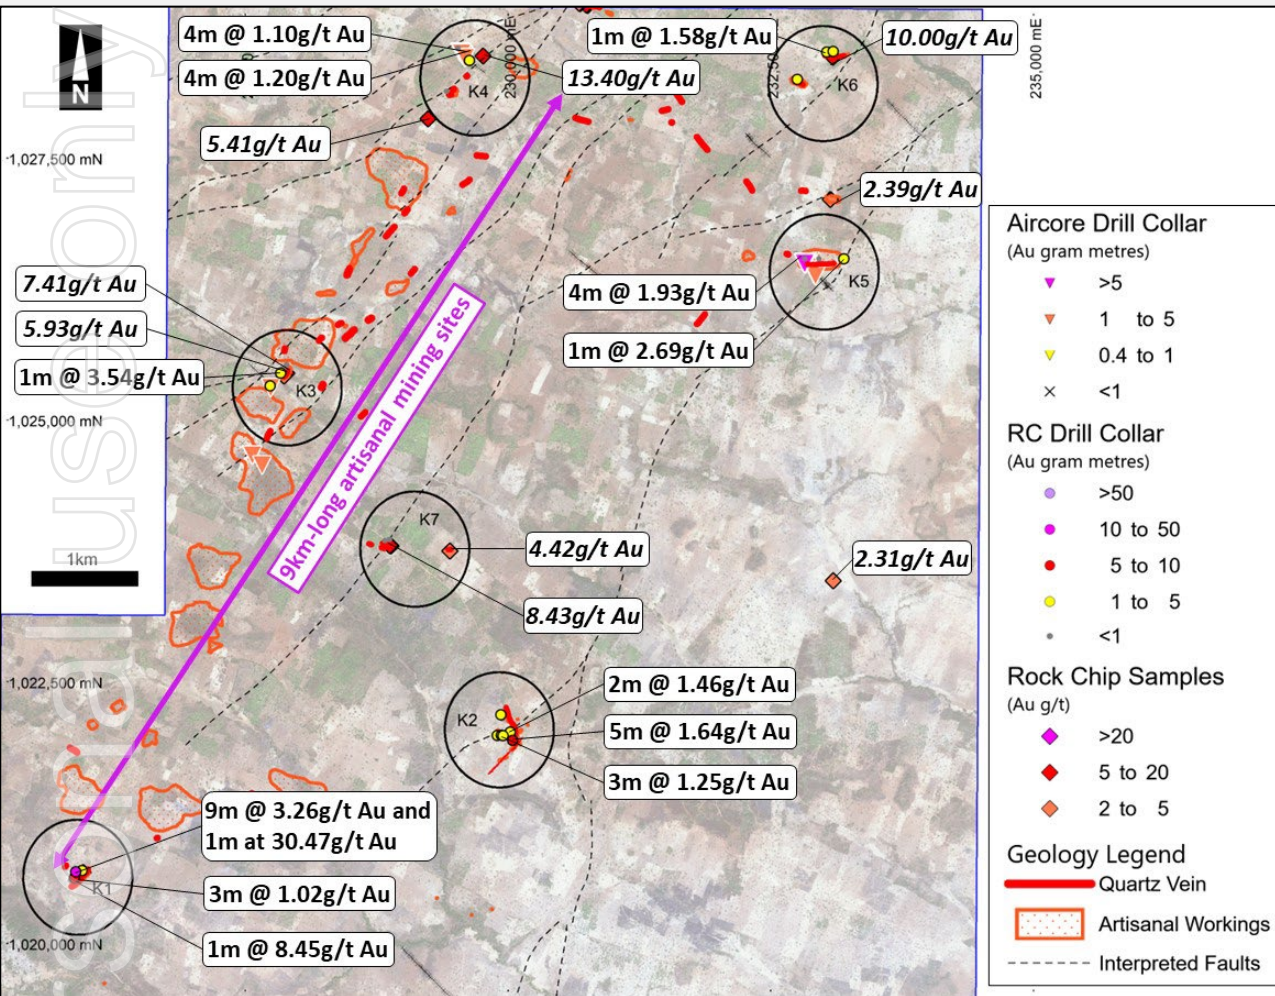 4m @ 1.10g/t Au
1m @ 1.58g/t Au
10.00g/t Au
N
4m @ 1.20g/t Au
K4
230,000 mE
13.40g/t Au
232,50
K6
235,000 mE
5.41g/t Au
1,027,500 mN
2.39g/t Au
7.41g/t Au
4m @ 1.93g/t Au
K5
5.93g/t Au
1m @ 2.69g/t Au
1m @ 3.54g/t Au
K3
9km-long artisanal mining sites
1,025,000 mN
K7
1km
4.42g/t Au
2.31g/t Au
8.43g/t Au
1,022,500 mN
2m @ 1.46g/t Au
K2
5m @ 1.64g/t Au
3m @ 1.25g/t Au
9m @ 3.26g/t Au and
1m at 30.47g/t Au
K1
3m @ 1.02g/t Au
1,020,000 mN
1m @ 8.45g/t Au
use only
Aircore Drill Collar
(Au gram metres)
>5
1 to 5
0.4 to 1
<1
RC Drill Collar
(Au gram metres)
>50
10 to 50
5 to 10
1 to 5
<1
Rock Chip Samples
(Au g/t)
>20
5 to 20
2 to 5
Geology Legend
Quartz Vein
Artisanal Workings
Interpreted Faults